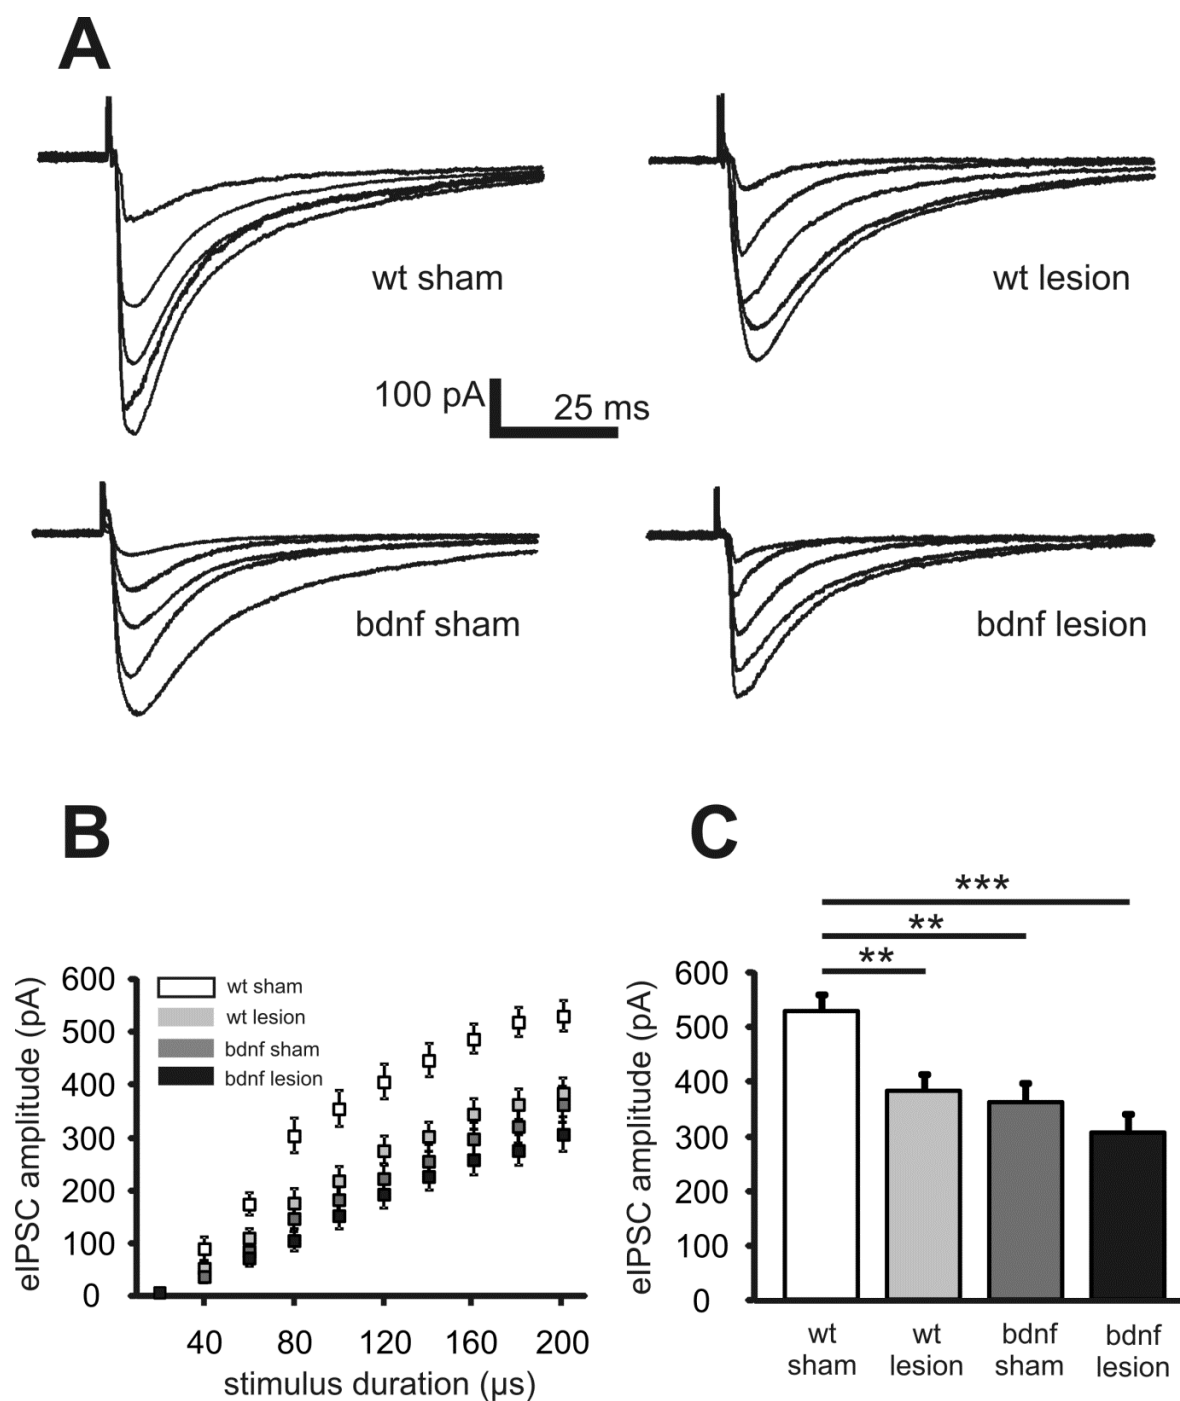 A
wt sham
wt lesion
100 pA
25 ms
bdnf sham
bdnf lesion
B
eIPSC amplitude (pA)
600
500
400
300
200
100
0
wt sham
wt lesion
bdnf sham
bdnf lesion
40 80 120 160 200
stimulus duration (µs)
C
***
**
**
eIPSC amplitude (pA)
600
500
400
300
200
100
0
wt sham
wt lesion
bdnf sham
bdnf lesion